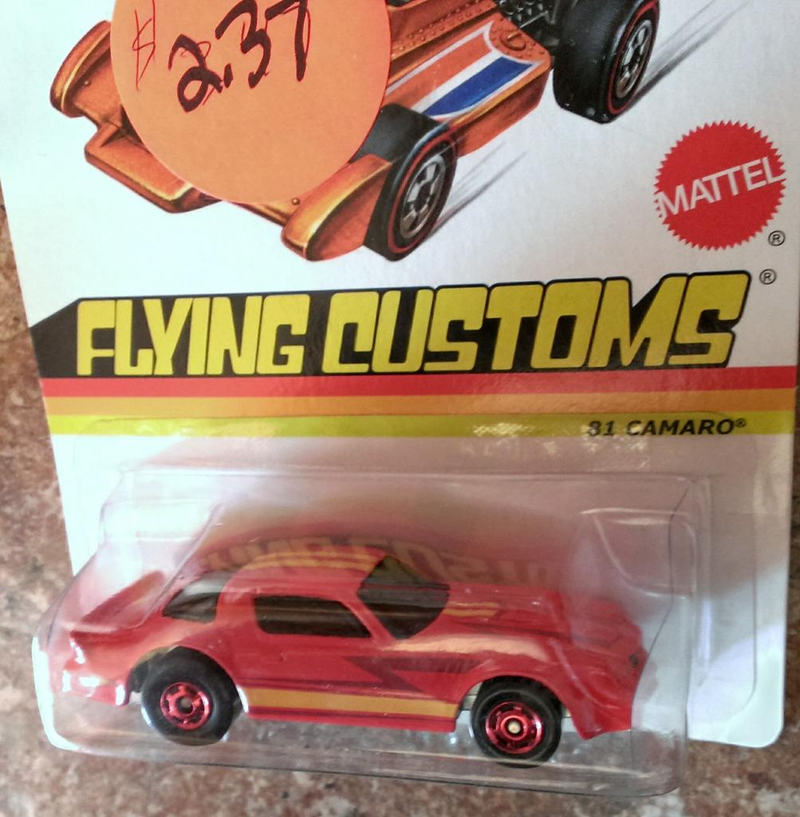 $ 2.37
MATTEL
®
FLYING CUSTOMS ®
81 CAMARO®